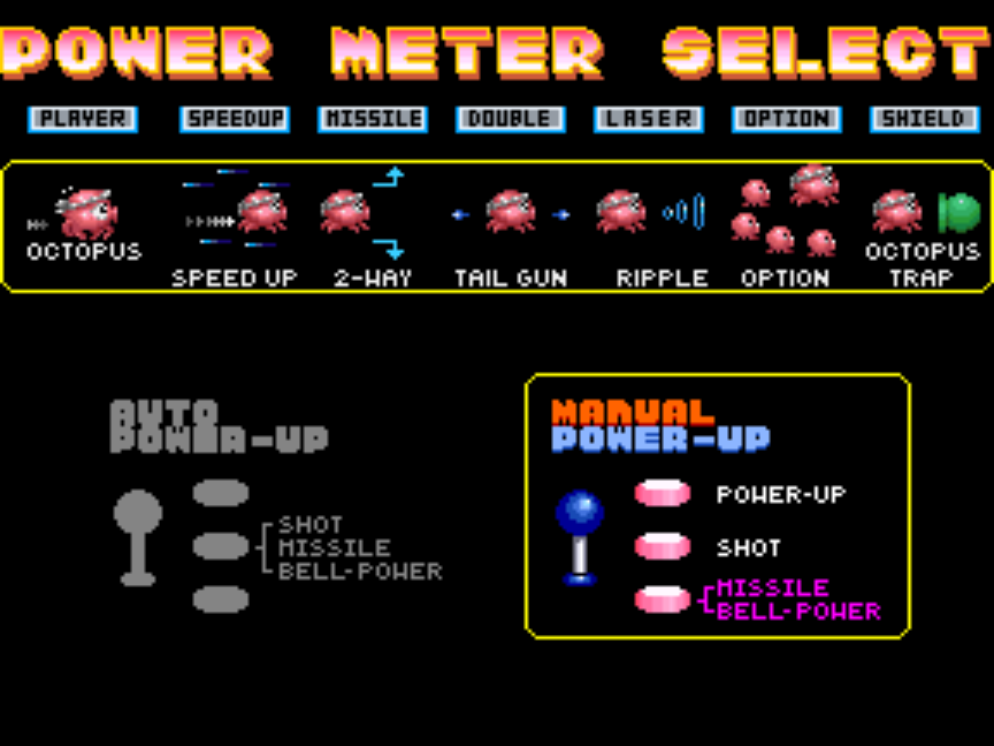 POWER METER SELECT
PLAYER SPEEDUP MISSILE DOUBLE LASER OPTION SHIELD
OCTOPUS OCTOPUS
SPEED UP 2-WAY TAIL GUN RIPPLE OPTION TRAP
AUTO
POWER-UP
SHOT
MISSILE
BELL-POWER
MANUAL
POWER-UP
POWER-UP
SHOT
MISSILE
BELL-POWER